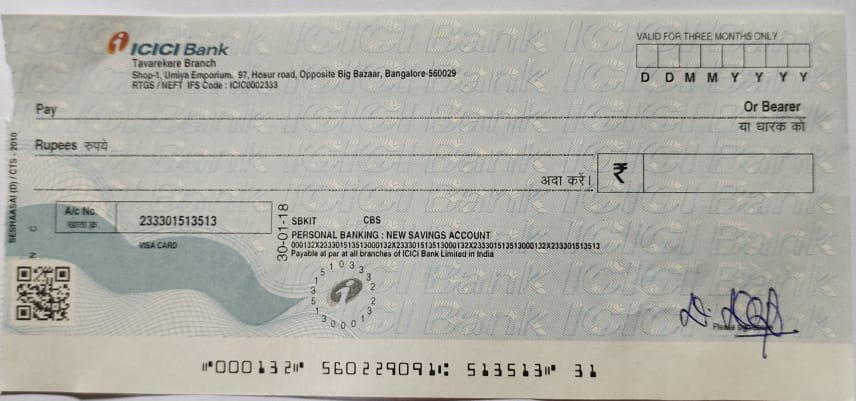 ICICI Bank
Tavarekere Branch
Shop-1, Umiya Emporium. 97, Hosur road, Opposite Big Bazaar, Bangalore-560029
RTGS / NEFT IFS Code : ICIC0002333
VALID FOR THREE MONTHS ONLY
D D M M Y Y Y Y
Pay
Or Bearer
या धारक को
Rupees रुपये
अदा करें।
₹
SESHAASAI (D) / CTS - 2010
A/c No.
खाता क्र.
233301513513
VISA CARD
30-01-18
SBKIT CBS
PERSONAL BANKING : NEW SAVINGS ACCOUNT
000132X233301513513000132X233301513513000132X233301513513000132X233301513513
Payable at par at all branches of ICICI Bank Limited in India
Please sign above
⑈000132⑈ 560229091⑆ 513513⑈ 31